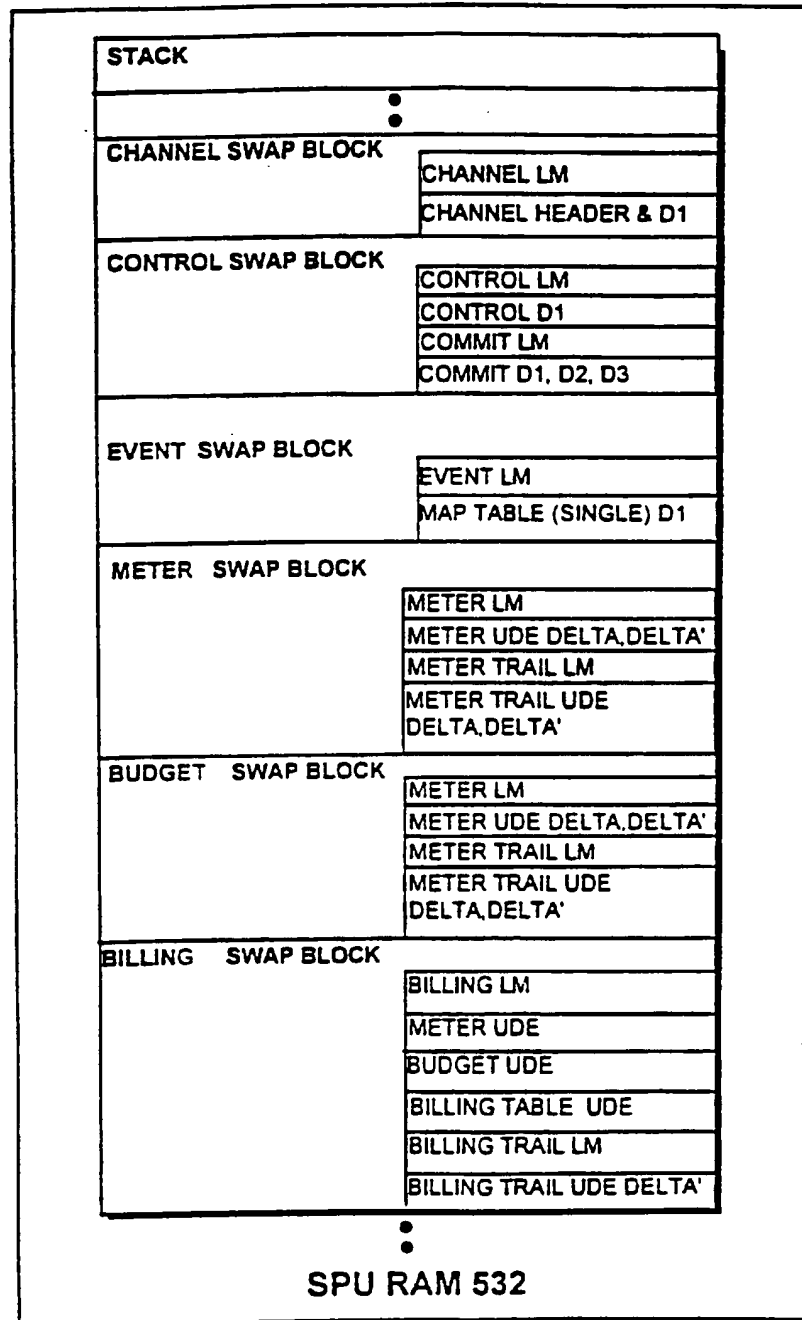 STACK
CHANNEL SWAP BLOCK
CHANNEL LM
CHANNEL HEADER & D1
CONTROL SWAP BLOCK
CONTROL LM
CONTROL D1
COMMIT LM
COMMIT D1, D2, D3
EVENT SWAP BLOCK
EVENT LM
MAP TABLE (SINGLE) D1
METER SWAP BLOCK
METER LM
METER UDE DELTA,DELTA'
METER TRAIL LM
METER TRAIL UDE
DELTA,DELTA'
BUDGET SWAP BLOCK
METER LM
METER UDE DELTA,DELTA'
METER TRAIL LM
METER TRAIL UDE
DELTA,DELTA'
BILLING SWAP BLOCK
BILLING LM
METER UDE
BUDGET UDE
BILLING TABLE UDE
BILLING TRAIL LM
BILLING TRAIL UDE DELTA'
SPU RAM 532